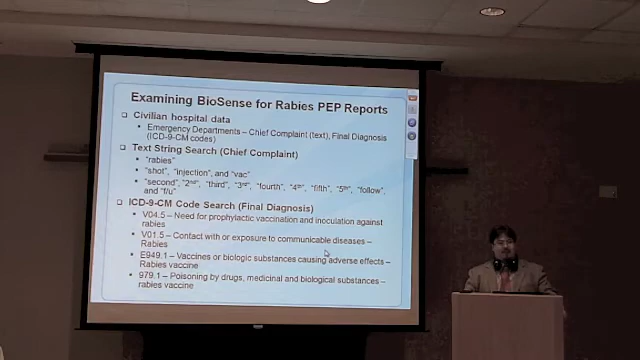 Examining BioSense for Rabies PEP Reports
Civilian hospital data
Emergency Departments – Chief Complaint (text), Final Diagnosis
(ICD-9-CM codes)
Text String Search (Chief Complaint)
"rabies"
"shot", "injection", and "vac"
"second", "2nd", "third", "3rd", "fourth", "4th", "fifth", "5th", "follow",
and "f/u"
ICD-9-CM Code Search (Final Diagnosis)
V04.5 – Need for prophylactic vaccination and inoculation against
rabies
V01.5 – Contact with or exposure to communicable diseases –
Rabies
E949.1 – Vaccines or biologic substances causing adverse effects –
Rabies vaccine
979.1 – Poisoning by drugs, medicinal and biological substances –
rabies vaccine